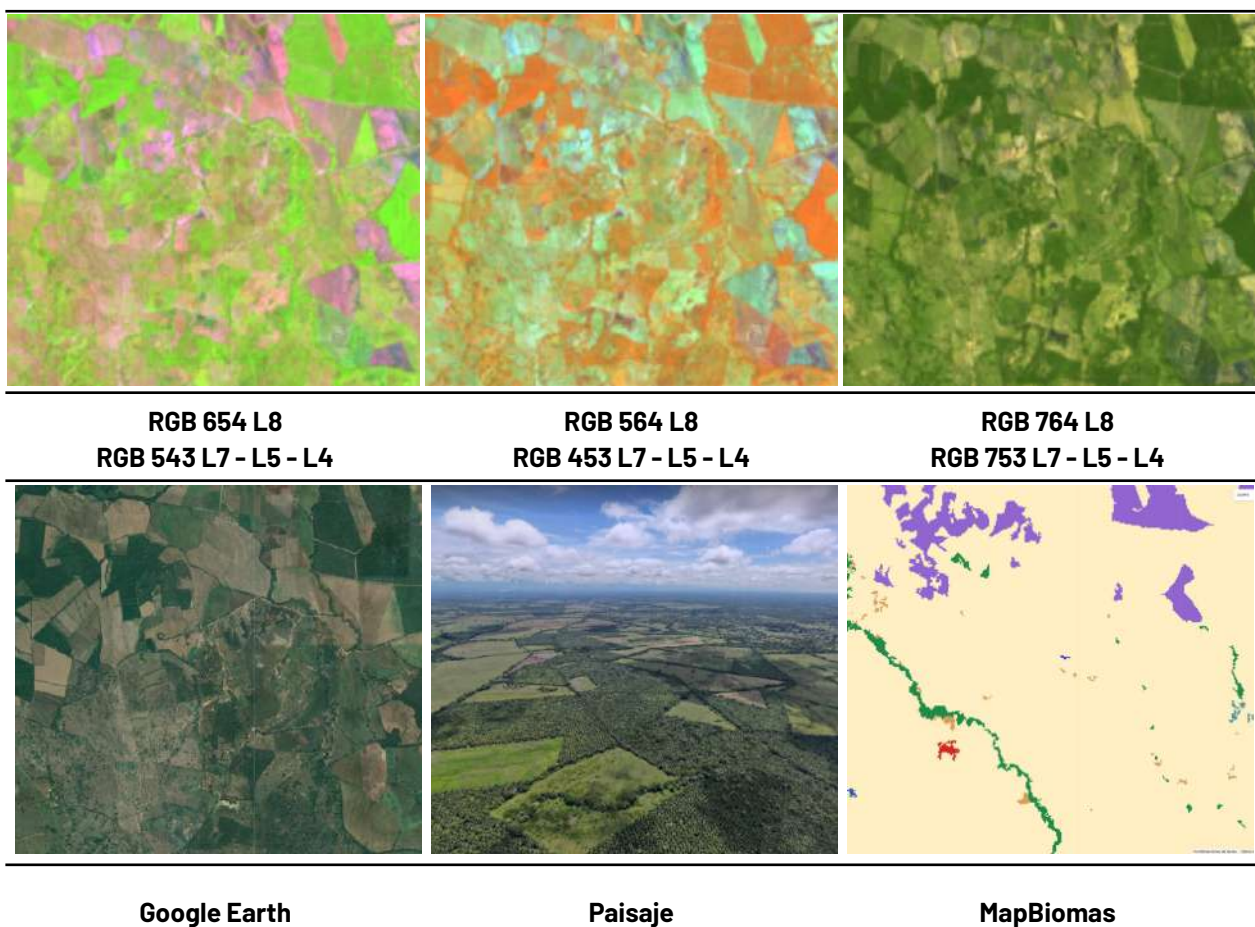 RGB 654 L8
RGB 543 L7 - L5 - L4
RGB 564 L8
RGB 453 L7 - L5 - L4
RGB 764 L8
RGB 753 L7 - L5 - L4
Google Earth
Paisaje
MapBiomas